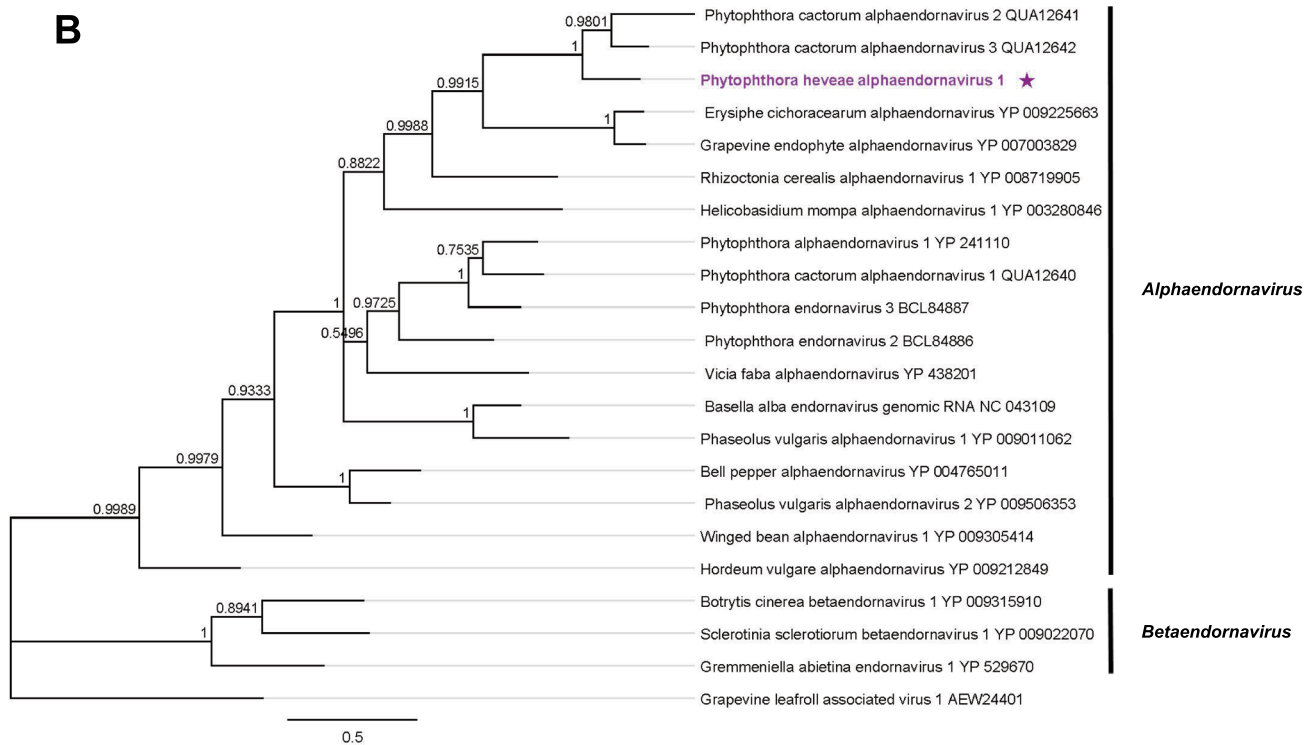 B
0.9801
Phytophthora cactorum alphaendornavirus 2 QUA12641
1
Phytophthora cactorum alphaendornavirus 3 QUA12642
Phytophthora heveae alphaendornavirus 1 ★
0.9915
Erysiphe cichoracearum alphaendornavirus YP 009225663
1
Grapevine endophyte alphaendornavirus YP 007003829
0.9988
Rhizoctonia cerealis alphaendornavirus 1 YP 008719905
0.8822
Helicobasidium mompa alphaendornavirus 1 YP 003280846
Phytophthora alphaendornavirus 1 YP 241110
0.7535
Phytophthora cactorum alphaendornavirus 1 QUA12640
1
Alphaendornavirus
Phytophthora endornavirus 3 BCL84887
1
0.9725
0.5496
Phytophthora endornavirus 2 BCL84886
Vicia faba alphaendornavirus YP 438201
0.9333
Basella alba endornavirus genomic RNA NC 043109
1
Phaseolus vulgaris alphaendornavirus 1 YP 009011062
0.9979
Bell pepper alphaendornavirus YP 004765011
1
Phaseolus vulgaris alphaendornavirus 2 YP 009506353
0.9989
Winged bean alphaendornavirus 1 YP 009305414
Hordeum vulgare alphaendornavirus YP 009212849
Botrytis cinerea betaendornavirus 1 YP 009315910
0.8941
1
Sclerotinia sclerotiorum betaendornavirus 1 YP 009022070
Betaendornavirus
Gremmeniella abietina endornavirus 1 YP 529670
Grapevine leafroll associated virus 1 AEW24401
0.5